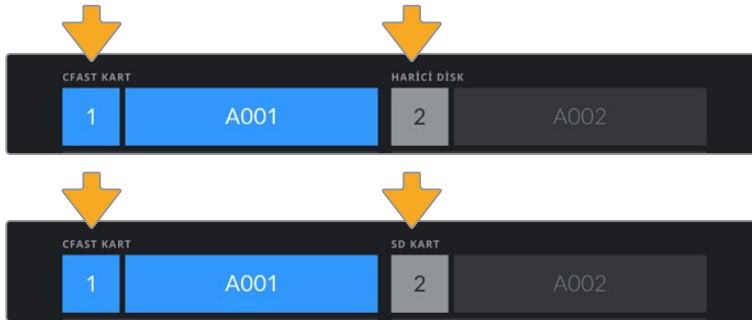 CFAST KART HARİCİ DİSK
1 A001 2 A002
CFAST KART SD KART
1 A001 2 A002